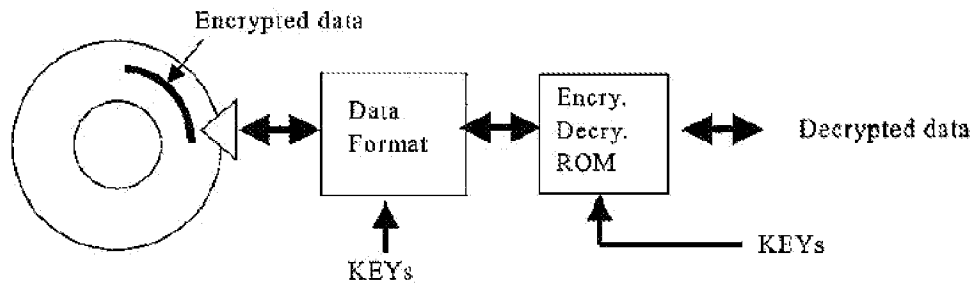 Encrypted data
Data
Format
Encry.
Decry.
ROM
Decrypted data
KEYs
KEYs